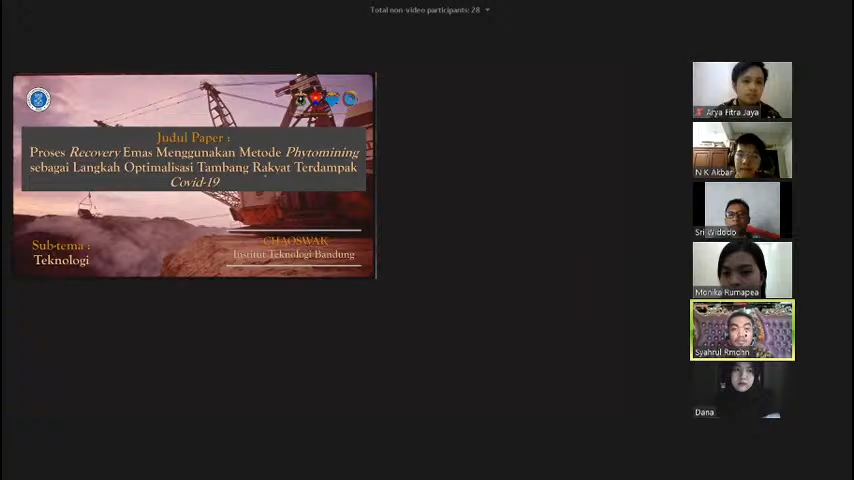 Total non-video participants: 28
Judul Paper :
Proses Recovery Emas Menggunakan Metode Phytomining
sebagai Langkah Optimalisasi Tambang Rakyat Terdampak
Covid-19
Sub-tema :
Teknologi
CHAOSWAK
Institut Teknologi Bandung
Arya Fitra Jaya
N K Akbar
Sri Widodo
Monika Rumapea
Syahrul Rmdhn
Dana